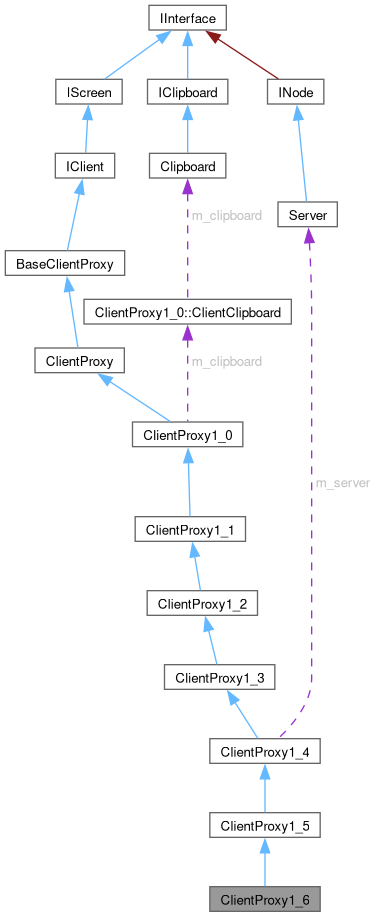 IInterface
IScreen
IClipboard
INode
IClient
Clipboard
Server
m_clipboard
BaseClientProxy
ClientProxy1_0::ClientClipboard
ClientProxy
m_clipboard
ClientProxy1_0
m_server
ClientProxy1_1
ClientProxy1_2
ClientProxy1_3
ClientProxy1_4
ClientProxy1_5
ClientProxy1_6